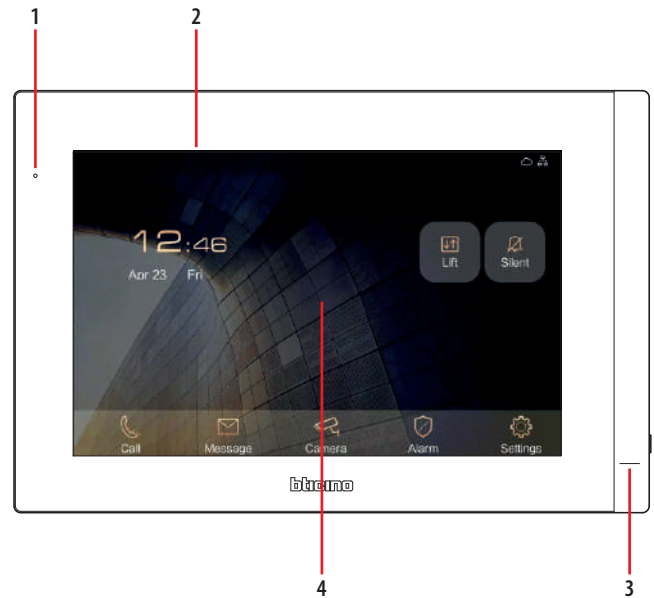 1
2
12:46
Apr 23 Fri
Lift
Silent
Call
Message
Camera
Alarm
Settings
bticino
4
3